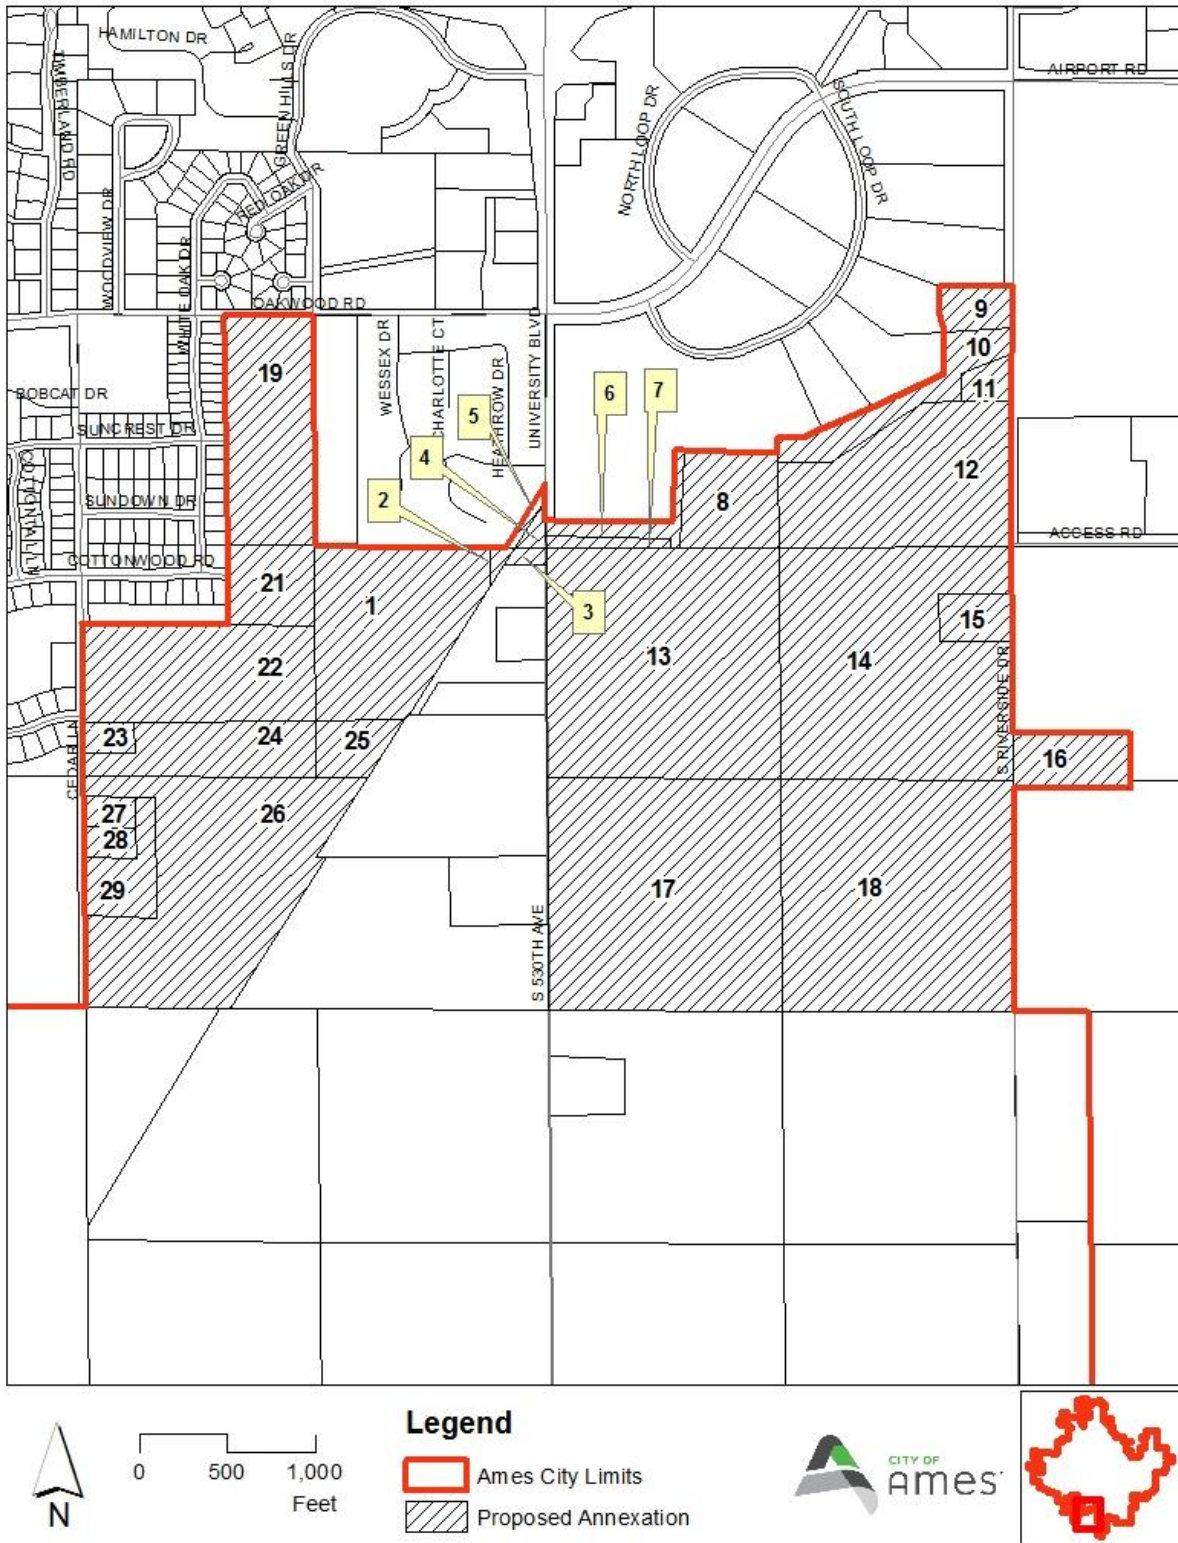 HAMILTON DR
TIMBERLAND RD
GREEN HILLS DR
AIRPORT RD
NORTH LOOP DR
SOUTH LOOP DR
RED OAK DR
WOODVIEW DR
WHITE OAK DR
OAKWOOD RD
9
WESSEX DR
CHARLOTTE CT
HEATHROW DR
UNIVERSITY BLVD
10
19
BOBCAT DR
6
7
11
5
SUNCREST DR
4
12
COTTONTAIL LN
2
8
SUNDOWN DR
ACCESS RD
COTTONWOOD RD
21
1
3
15
22
13
14
S RIVERSIDE DR
CEDAR LN
23
24
25
16
27
26
28
29
17
18
S 530TH AVE
Legend
Ames City Limits
Proposed Annexation
0 500 1,000
Feet
N
CITY OF
AMES